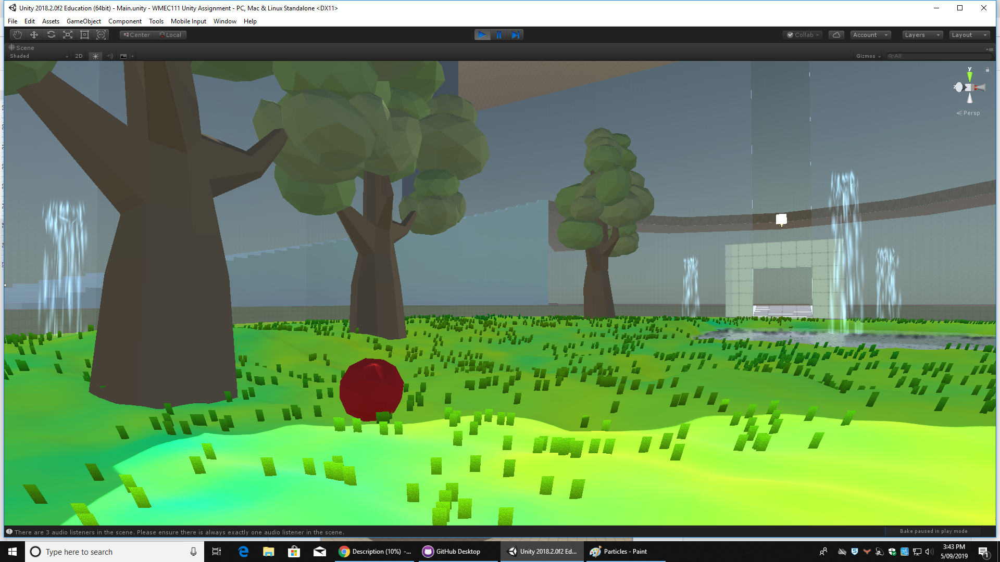 Unity 2018.2.0f2 Education (64bit) - Main.unity - WMEC111 Unity Assignment - PC, Mac & Linux Standalone <DX11>
File Edit Assets GameObject Component Tools Mobile Input Window Help
Center Local Collab Account Layers Layout
Scene
Shaded 2D Gizmos All
y
z
Persp
There are 3 audio listeners in the scene. Please ensure there is always exactly one audio listener in the scene.
Bake paused in play mode
Type here to search
Description (10%) -...
GitHub Desktop
Unity 2018.2.0f2 Ed...
Particles - Paint
3:43 PM
5/09/2019
1